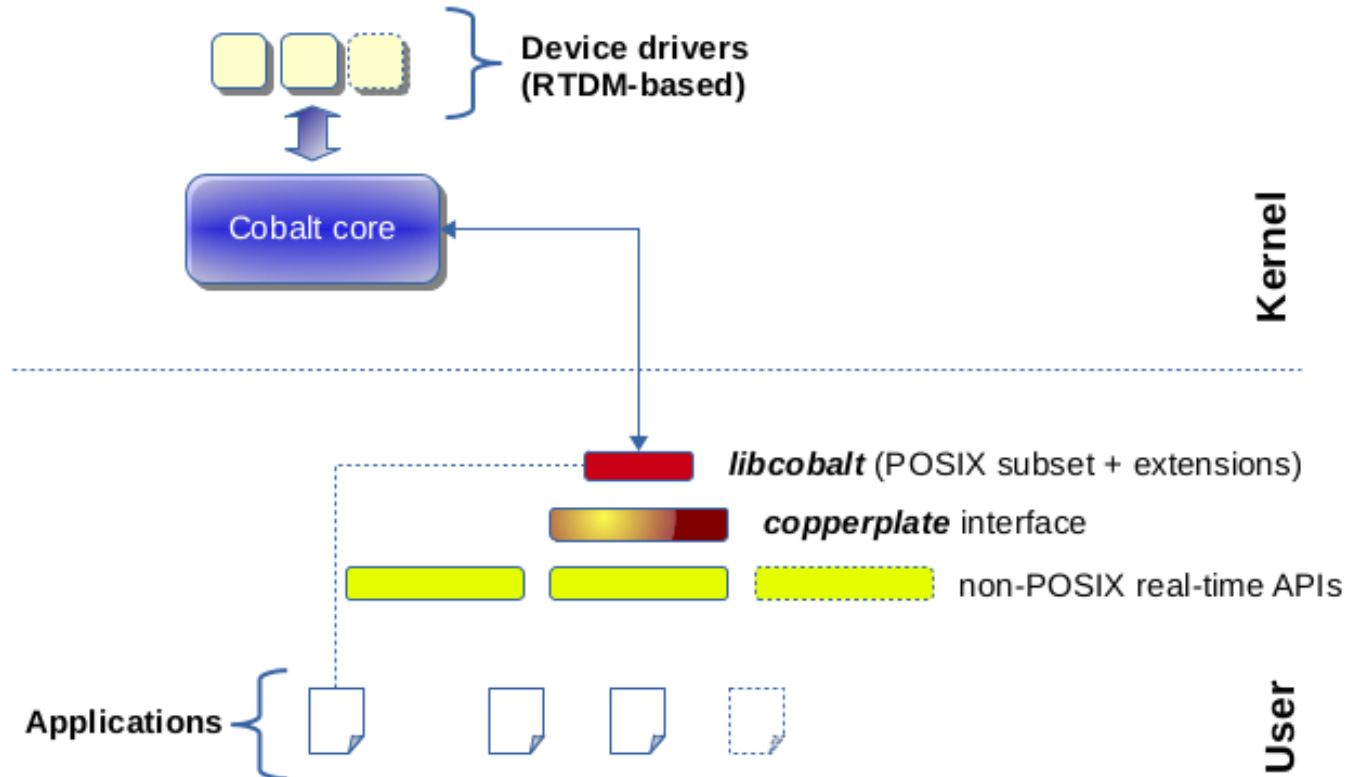 Device drivers
(RTDM-based)
Cobalt core
Kernel
libcobalt (POSIX subset + extensions)
copperplate interface
non-POSIX real-time APIs
Applications
User